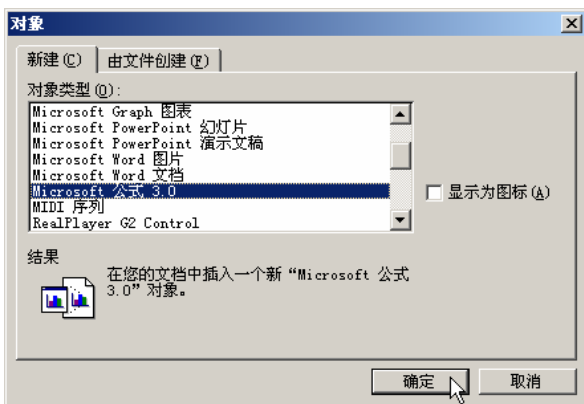 对象
新建(C)
由文件创建(F)
对象类型(O):
Microsoft Graph 图表
Microsoft PowerPoint 幻灯片
Microsoft PowerPoint 演示文稿
Microsoft Word 图片
Microsoft Word 文档
Microsoft 公式 3.0
MIDI 序列
RealPlayer G2 Control
显示为图标(A)
结果
在您的文档中插入一个新“Microsoft 公式
3.0”对象。
确定
取消